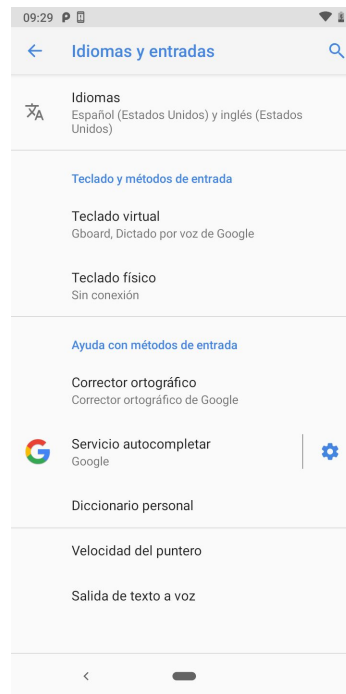 09:29
Idiomas y entradas
Idiomas
Español (Estados Unidos) y inglés (Estados
Unidos)
Teclado y métodos de entrada
Teclado virtual
Gboard, Dictado por voz de Google
Teclado físico
Sin conexión
Ayuda con métodos de entrada
Corrector ortográfico
Corrector ortográfico de Google
Servicio autocompletar
Google
Diccionario personal
Velocidad del puntero
Salida de texto a voz